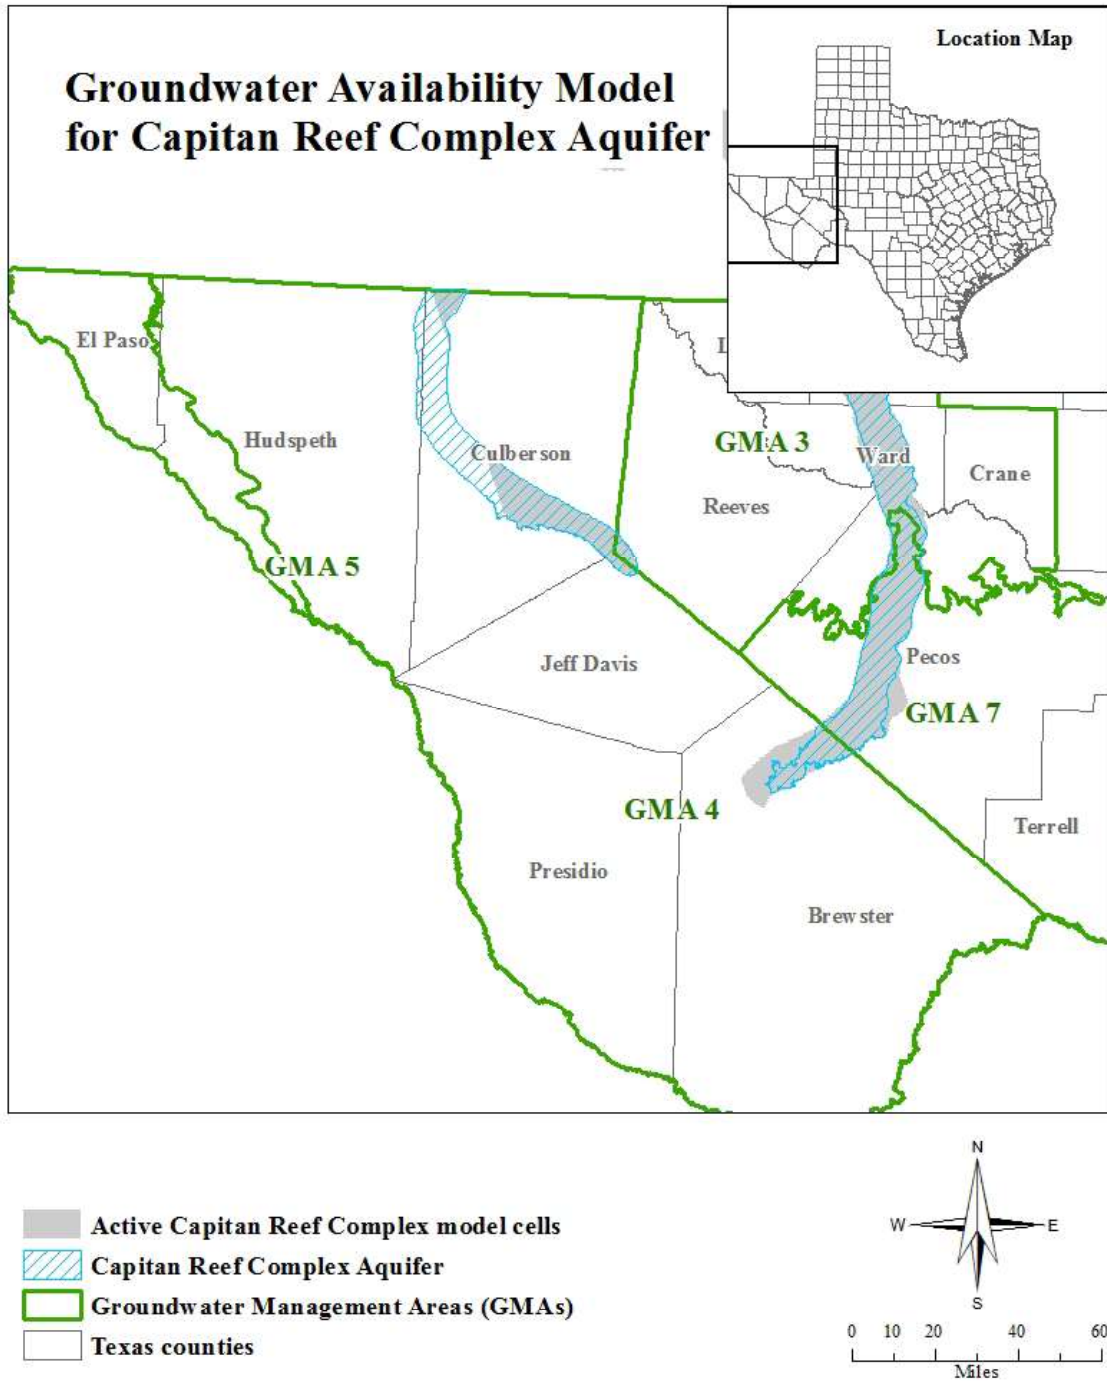 Location Map
Groundwater Availability Model
for Capitan Reef Complex Aquifer
El Paso
Hudspeth
Culberson
GMA 3
Ward
Crane
Reeves
GMA 5
Jeff Davis
Pecos
GMA 7
GMA 4
Terrell
Presidio
Brewster
N
W
E
S
Active Capitan Reef Complex model cells
Capitan Reef Complex Aquifer
Groundwater Management Areas (GMAs)
Texas counties
0 10 20 40 60
Miles